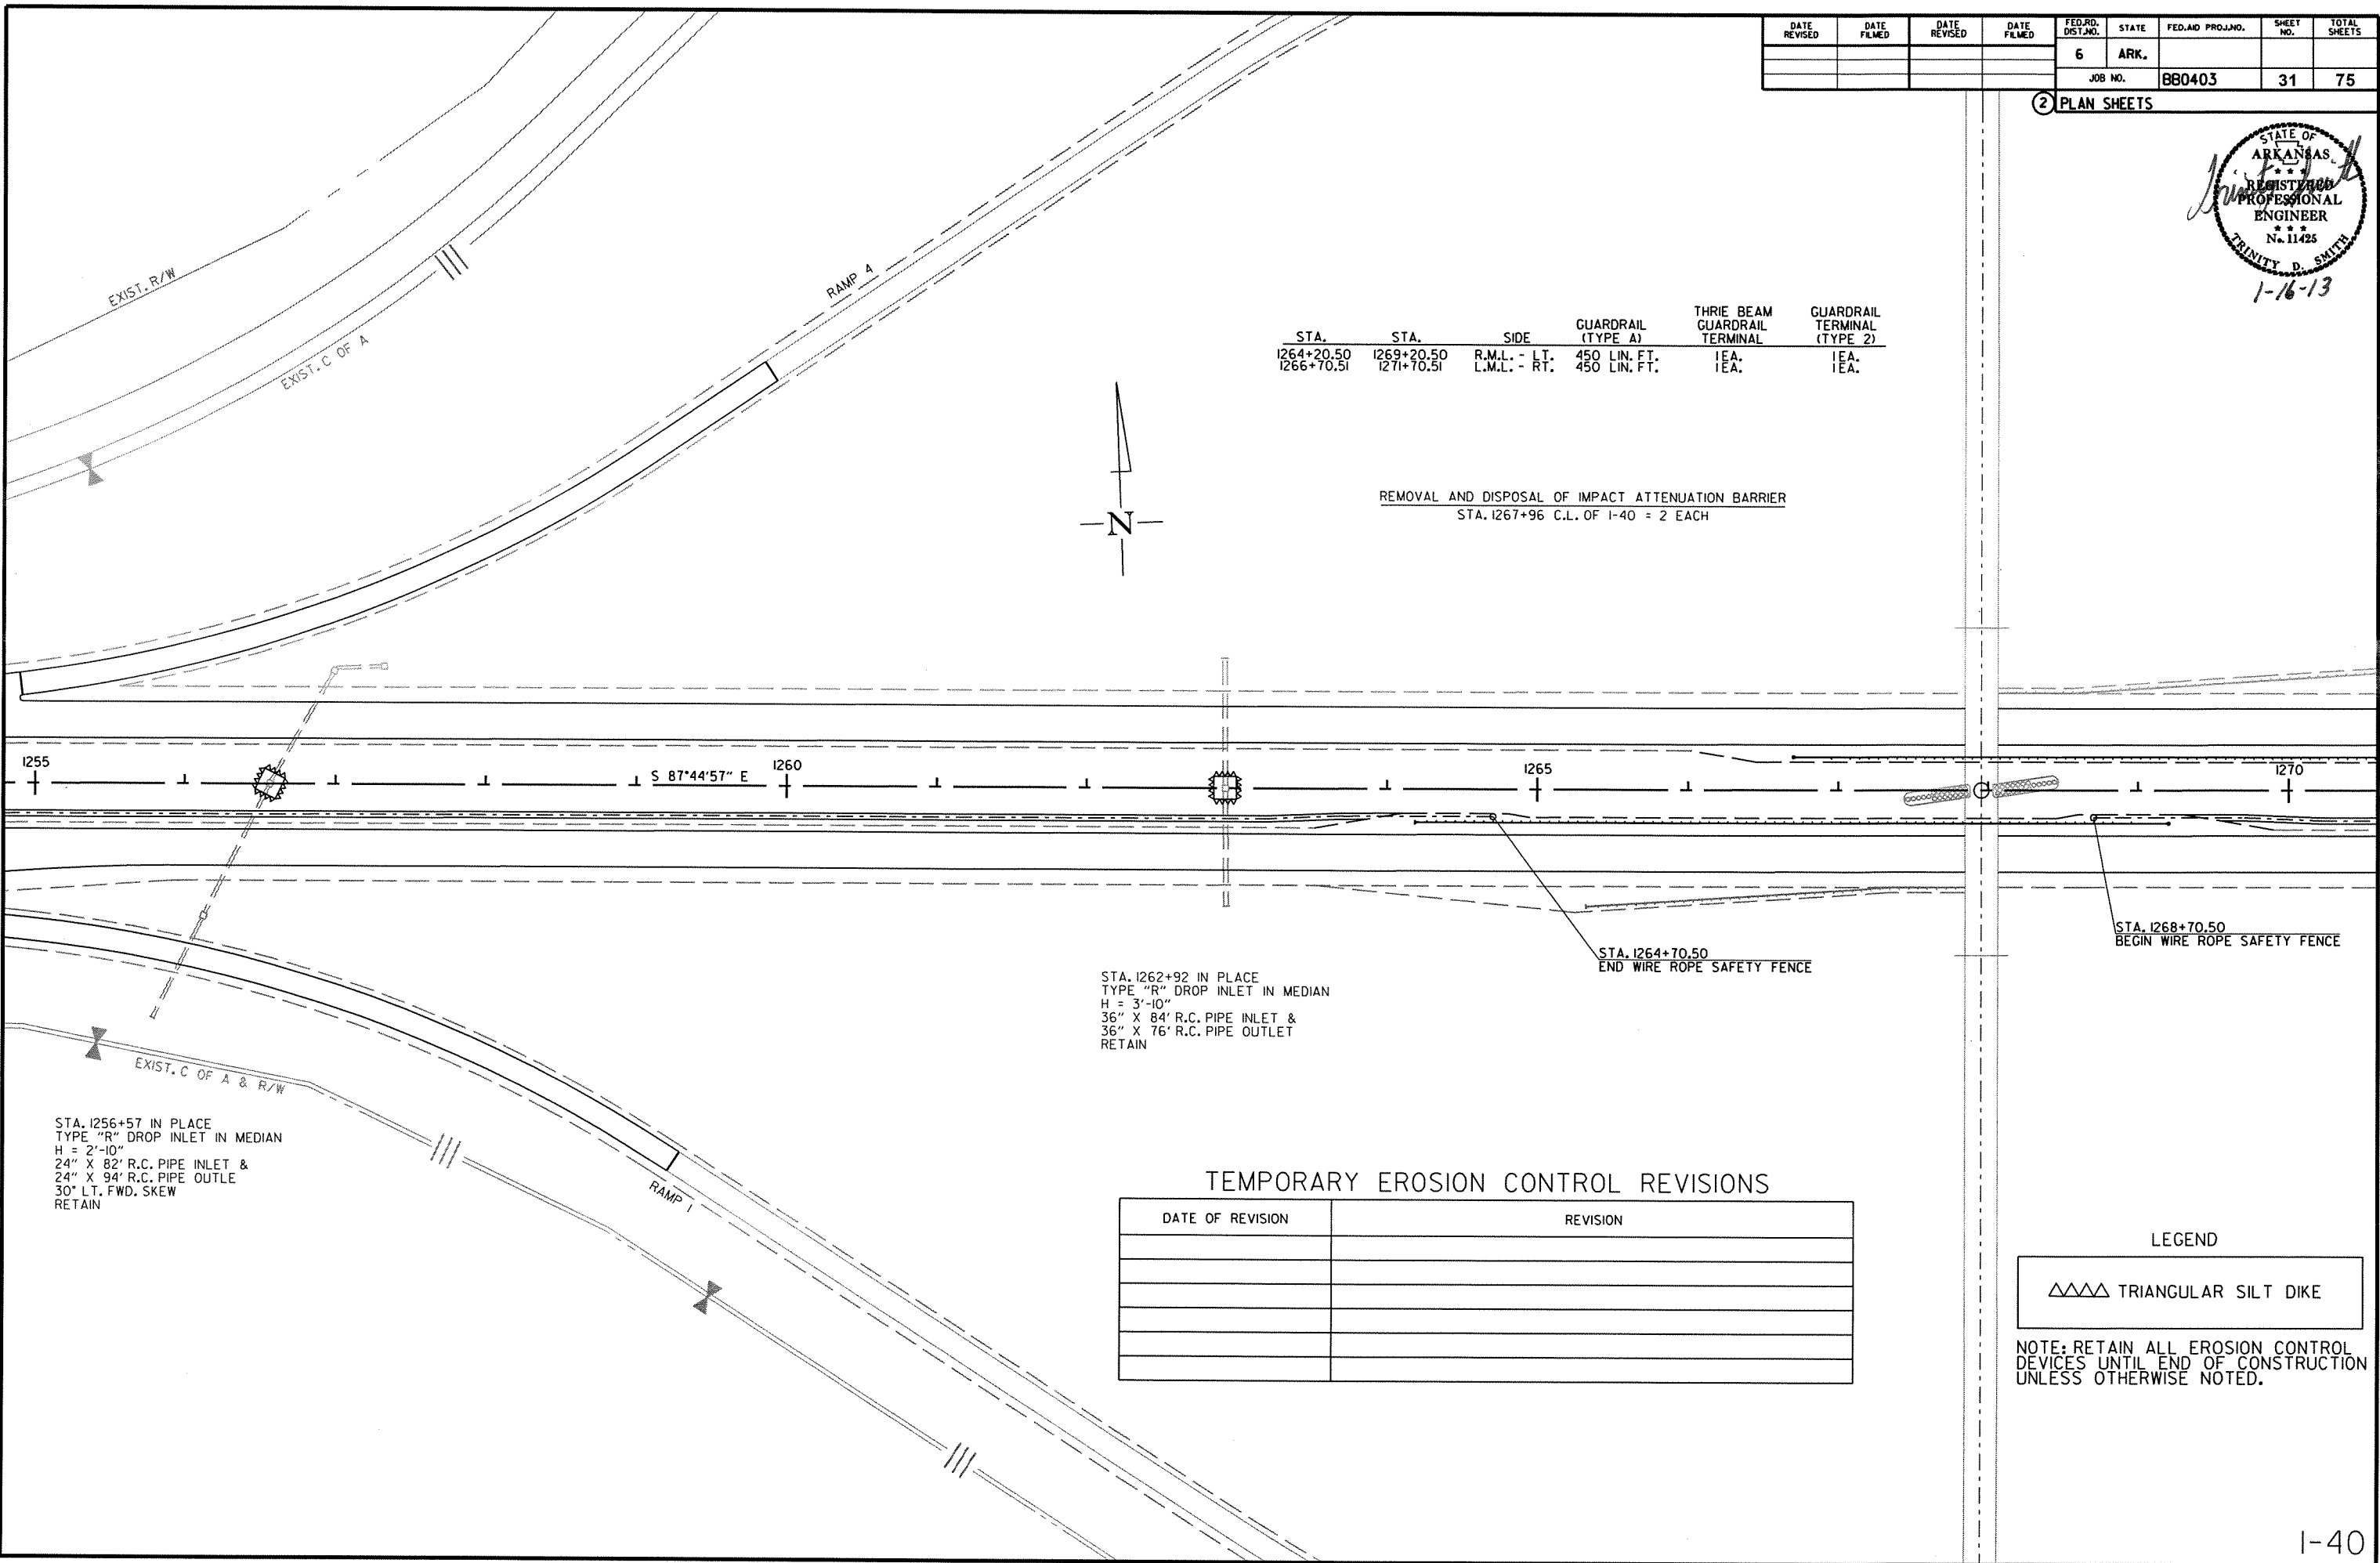 DATE REVISED
DATE FILMED
DATE REVISED
DATE FILMED
FED.RD. DIST.NO.
STATE
FED.AID PROJ.NO.
SHEET NO.
TOTAL SHEETS
6
ARK.
JOB NO.
BB0403
31
75
2 PLAN SHEETS
STATE OF
ARKANSAS
REGISTERED
PROFESSIONAL
ENGINEER
No. 11425
TRINITY D. SMITH
Trinity Smith
1-16-13
EXIST. R/W
EXIST. C OF A
RAMP 4
STA. STA. SIDE GUARDRAIL (TYPE A) THRIE BEAM GUARDRAIL TERMINAL GUARDRAIL TERMINAL (TYPE 2)
1264+20.50 1269+20.50 R.M.L. - LT. 450 LIN. FT. 1 EA. 1 EA.
1266+70.51 1271+70.51 L.M.L. - RT. 450 LIN. FT. 1 EA. 1 EA.
REMOVAL AND DISPOSAL OF IMPACT ATTENUATION BARRIER
STA. 1267+96 C.L. OF I-40 = 2 EACH
N
1255
S 87°44'57" E
1260
1265
1270
STA. 1264+70.50
END WIRE ROPE SAFETY FENCE
STA. 1268+70.50
BEGIN WIRE ROPE SAFETY FENCE
STA. 1262+92 IN PLACE
TYPE "R" DROP INLET IN MEDIAN
H = 3'-10"
36" X 84' R.C. PIPE INLET &
36" X 76' R.C. PIPE OUTLET
RETAIN
EXIST. C OF A & R/W
STA. 1256+57 IN PLACE
TYPE "R" DROP INLET IN MEDIAN
H = 2'-10"
24" X 82' R.C. PIPE INLET &
24" X 94' R.C. PIPE OUTLE
30° LT. FWD. SKEW
RETAIN
RAMP 1
TEMPORARY EROSION CONTROL REVISIONS
DATE OF REVISION REVISION
LEGEND
TRIANGULAR SILT DIKE
NOTE: RETAIN ALL EROSION CONTROL
DEVICES UNTIL END OF CONSTRUCTION
UNLESS OTHERWISE NOTED.
I-40